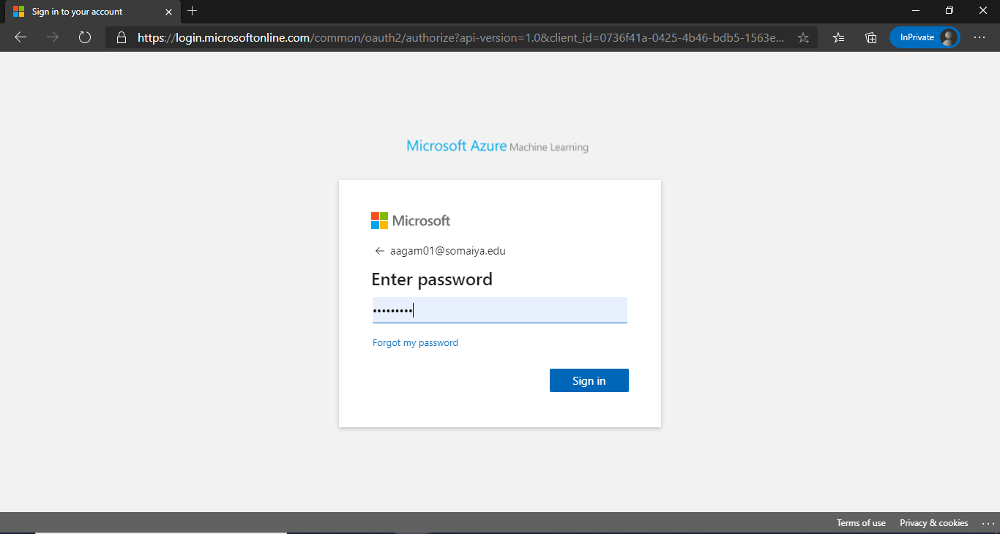 Sign in to your account
https://login.microsoftonline.com/common/oauth2/authorize?api-version=1.0&client_id=0736f41a-0425-4b46-bdb5-1563e...
InPrivate
Microsoft Azure Machine Learning
Microsoft
aagam01@somaiya.edu
Enter password
•••••••••
Forgot my password
Sign in
Terms of use Privacy & cookies ...